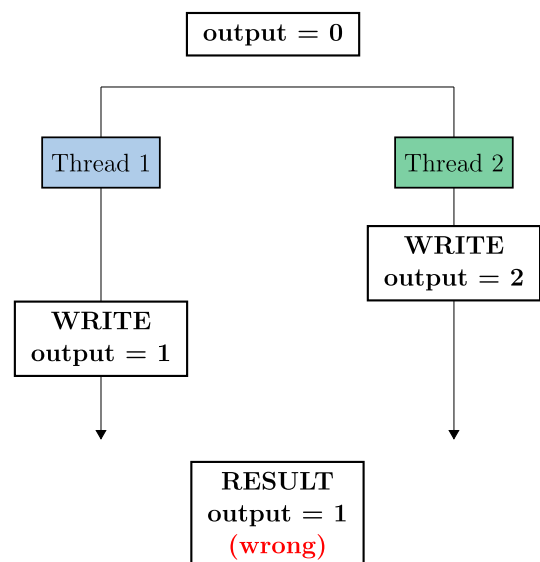 output = 0
Thread 1
Thread 2
WRITE
output = 2
WRITE
output = 1
RESULT
output = 1
(wrong)